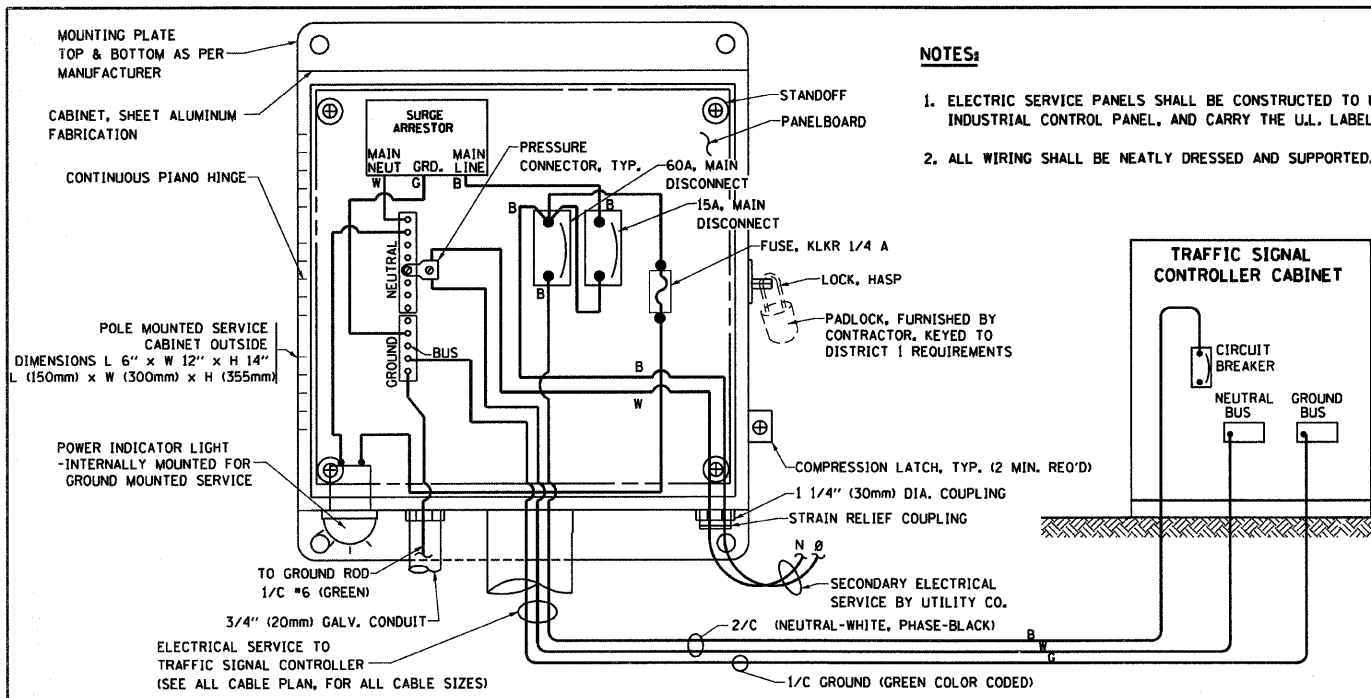 MOUNTING PLATE
TOP & BOTTOM AS PER
MANUFACTURER
CABINET, SHEET ALUMINUM
FABRICATION
CONTINUOUS PIANO HINGE
POLE MOUNTED SERVICE
CABINET OUTSIDE
DIMENSIONS L 6" x W 12" x H 14"
L (150mm) x W (300mm) x H (355mm)
POWER INDICATOR LIGHT
-INTERNALLY MOUNTED FOR
GROUND MOUNTED SERVICE
SURGE
ARRESTOR
MAIN
NEUT
GRD.
MAIN
LINE
W
G
B
PRESSURE
CONNECTOR, TYP.
NEUTRAL
GROUND
BUS
B
B
B
B
W
STANDOFF
PANELBOARD
60A, MAIN
DISCONNECT
15A, MAIN
DISCONNECT
FUSE, KLKR 1/4 A
LOCK, HASP
PADLOCK, FURNISHED BY
CONTRACTOR. KEYED TO
DISTRICT 1 REQUIREMENTS
COMPRESSION LATCH, TYP. (2 MIN. REQ'D)
1 1/4" (30mm) DIA. COUPLING
STRAIN RELIEF COUPLING
N Ø
SECONDARY ELECTRICAL
SERVICE BY UTILITY CO.
TO GROUND ROD
1/C #6 (GREEN)
3/4" (20mm) GALV. CONDUIT
ELECTRICAL SERVICE TO
TRAFFIC SIGNAL CONTROLLER
(SEE ALL CABLE PLAN, FOR ALL CABLE SIZES)
2/C (NEUTRAL-WHITE, PHASE-BLACK)
1/C GROUND (GREEN COLOR CODED)
B
W
G
NOTES:
1. ELECTRIC SERVICE PANELS SHALL BE CONSTRUCTED TO
INDUSTRIAL CONTROL PANEL, AND CARRY THE U.L. LABEL
2. ALL WIRING SHALL BE NEATLY DRESSED AND SUPPORTED.
TRAFFIC SIGNAL
CONTROLLER CABINET
CIRCUIT
BREAKER
NEUTRAL
BUS
GROUND
BUS